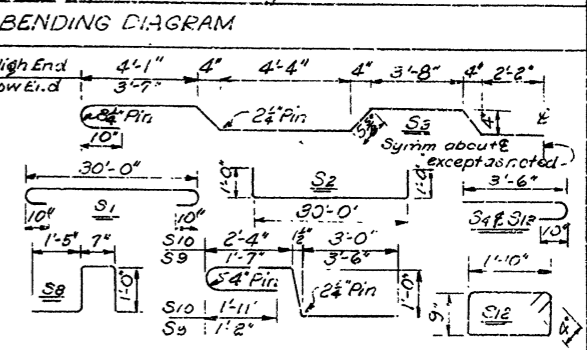 BENDING DIAGRAM
High End 4'-1" 4" 4'-4" 4" 3'-8" 4" 2'-2"
Low End 3'-7"
Pin 2¼" Pin S3 4"
10" Symm about ℄
except as noted
30'-0" 1'-0" S2 1'-0" 3'-6"
10" S1 10" 30'-0" S4 & S12 10"
1'-5" 7" S10 2'-4" 1½" 3'-0" 1'-10"
S9 1'-7" 3'-6"
S8 1'-0" 4" Pin 2¼" Pin 1'-0" 9" S12 4"
S10 1'-11"
S9 1'-2"